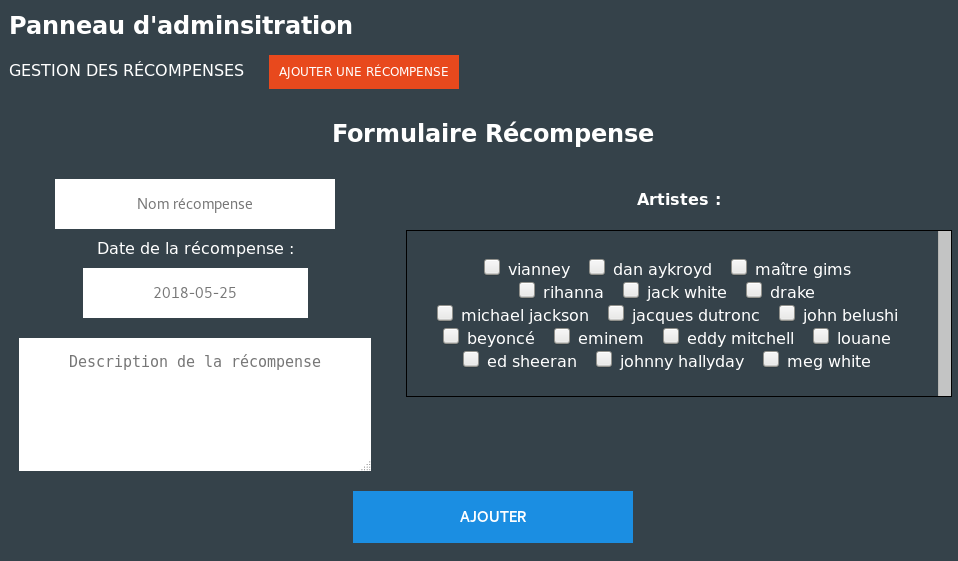 Panneau d'adminsitration
GESTION DES RÉCOMPENSES
AJOUTER UNE RÉCOMPENSE
Formulaire Récompense
Nom récompense
Date de la récompense :
2018-05-25
Description de la récompense
Artistes :
vianney dan aykroyd maître gims
rihanna jack white drake
michael jackson jacques dutronc john belushi
beyoncé eminem eddy mitchell louane
ed sheeran johnny hallyday meg white
AJOUTER